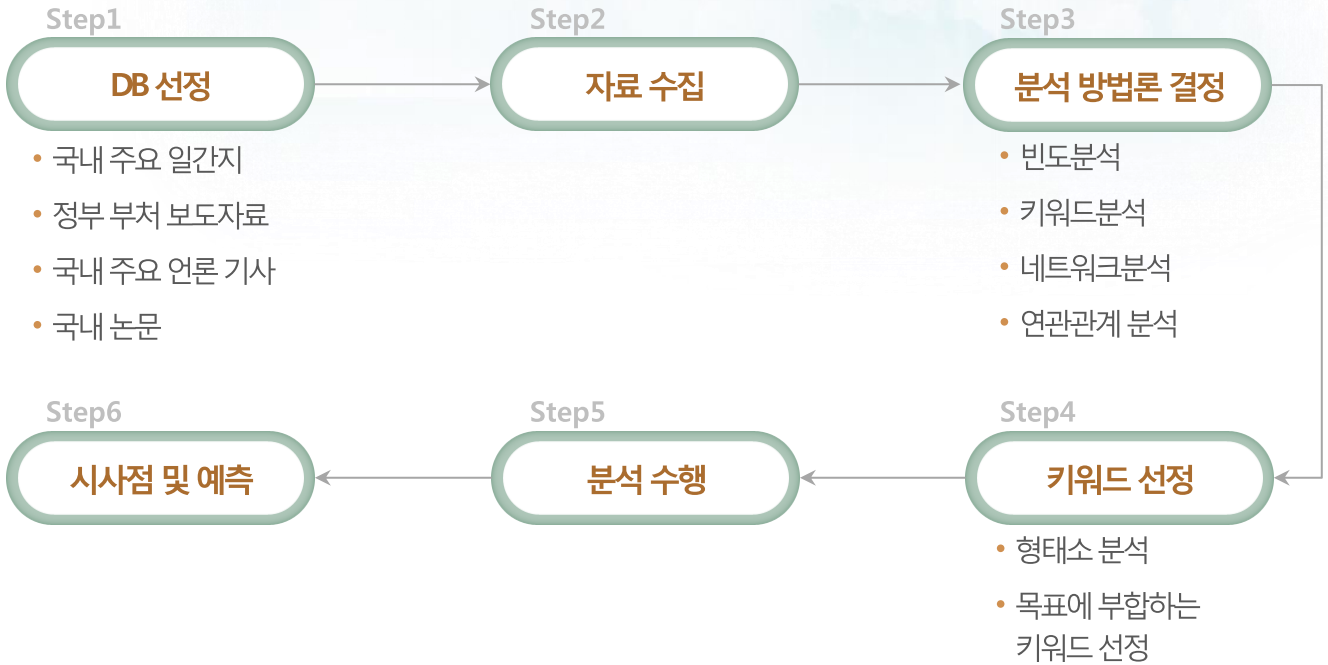 Step1
DB 선정
• 국내 주요 일간지
• 정부 부처 보도자료
• 국내 주요 언론 기사
• 국내 논문
Step2
자료 수집
Step3
분석 방법론 결정
• 빈도분석
• 키워드분석
• 네트워크분석
• 연관관계 분석
Step4
키워드 선정
• 형태소 분석
• 목표에 부합하는
키워드 선정
Step5
분석 수행
Step6
시사점 및 예측